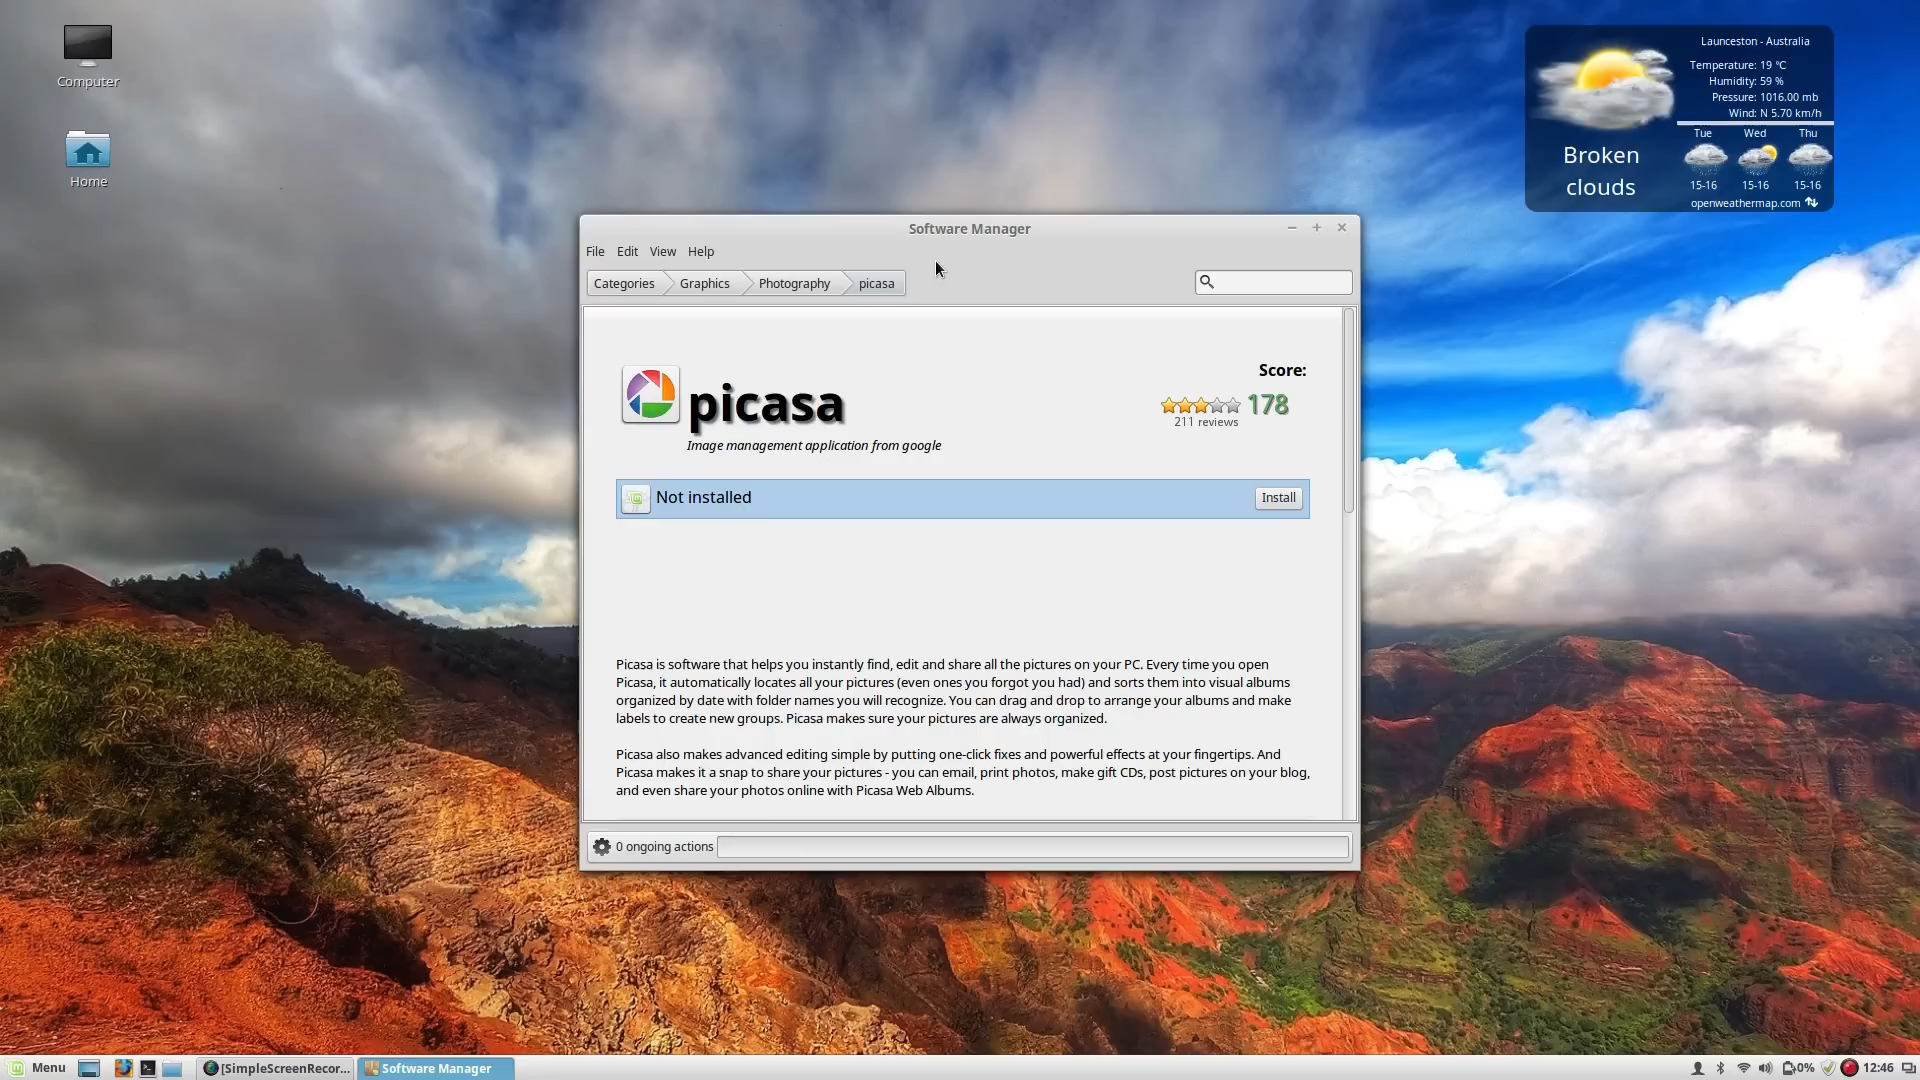 Computer
Home
Launceston - Australia
Temperature: 19 °C
Humidity: 59 %
Pressure: 1016.00 mb
Wind: N 5.70 km/h
Broken
clouds
Tue Wed Thu
15-16 15-16 15-16
openweathermap.com
Software Manager
File Edit View Help
Categories Graphics Photography picasa
Score:
picasa
178
211 reviews
Image management application from google
Not installed
Install
Picasa is software that helps you instantly find, edit and share all the pictures on your PC. Every time you open
Picasa, it automatically locates all your pictures (even ones you forgot you had) and sorts them into visual albums
organized by date with folder names you will recognize. You can drag and drop to arrange your albums and make
labels to create new groups. Picasa makes sure your pictures are always organized.
Picasa also makes advanced editing simple by putting one-click fixes and powerful effects at your fingertips. And
Picasa makes it a snap to share your pictures - you can email, print photos, make gift CDs, post pictures on your blog,
and even share your photos online with Picasa Web Albums.
0 ongoing actions
Menu [SimpleScreenRecor... Software Manager 0% 12:46